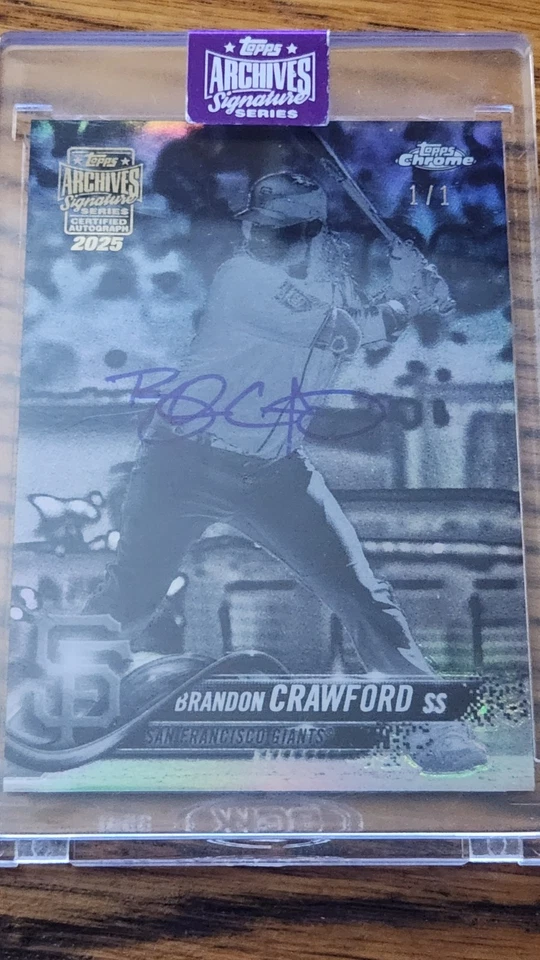 Topps
ARCHIVES
Signature
SERIES
Topps
ARCHIVES
Signature
SERIES
CERTIFIED
AUTOGRAPH
2025
Topps
Chrome
1/1
SF
BRANDON CRAWFORD SS
SAN FRANCISCO GIANTS